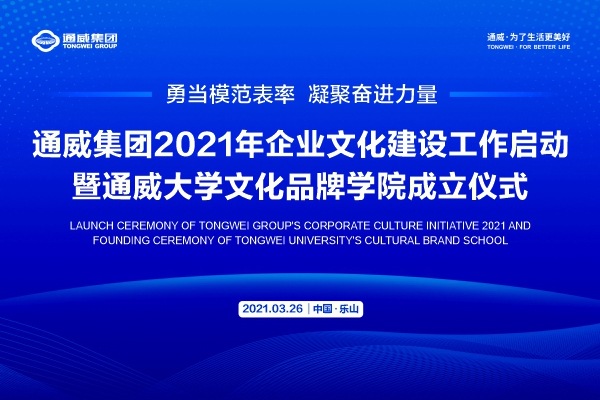 通威集团
TONGWEI GROUP
通威·为了生活更美好
TONGWEI · FOR BETTER LIFE
勇当模范表率 凝聚奋进力量
通威集团2021年企业文化建设工作启动
暨通威大学文化品牌学院成立仪式
LAUNCH CEREMONY OF TONGWEI GROUP'S CORPORATE CULTURE INITIATIVE 2021 AND
FOUNDING CEREMONY OF TONGWEI UNIVERSITY'S CULTURAL BRAND SCHOOL
2021.03.26 | 中国·乐山